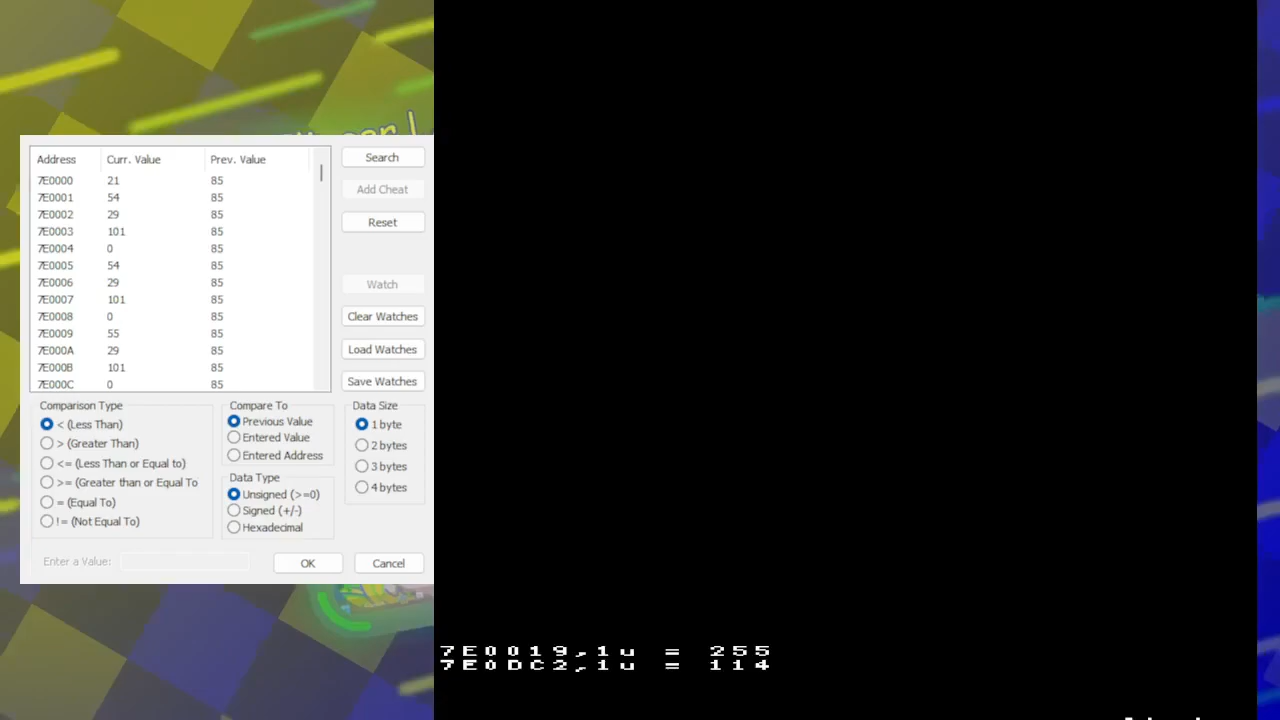 Address Curr. Value Prev. Value
7E0000 21 85
7E0001 54 85
7E0002 29 85
7E0003 101 85
7E0004 0 85
7E0005 54 85
7E0006 29 85
7E0007 101 85
7E0008 0 85
7E0009 55 85
7E000A 29 85
7E000B 101 85
7E000C 0 85
Search
Add Cheat
Reset
Watch
Clear Watches
Load Watches
Save Watches
Comparison Type
< (Less Than)
> (Greater Than)
<= (Less Than or Equal to)
>= (Greater than or Equal To
= (Equal To)
!= (Not Equal To)
Compare To
Previous Value
Entered Value
Entered Address
Data Type
Unsigned (>=0)
Signed (+/-)
Hexadecimal
Data Size
1 byte
2 bytes
3 bytes
4 bytes
Enter a Value:
OK
Cancel
7E0019,1u = 255
7E0DC2,1u = 114